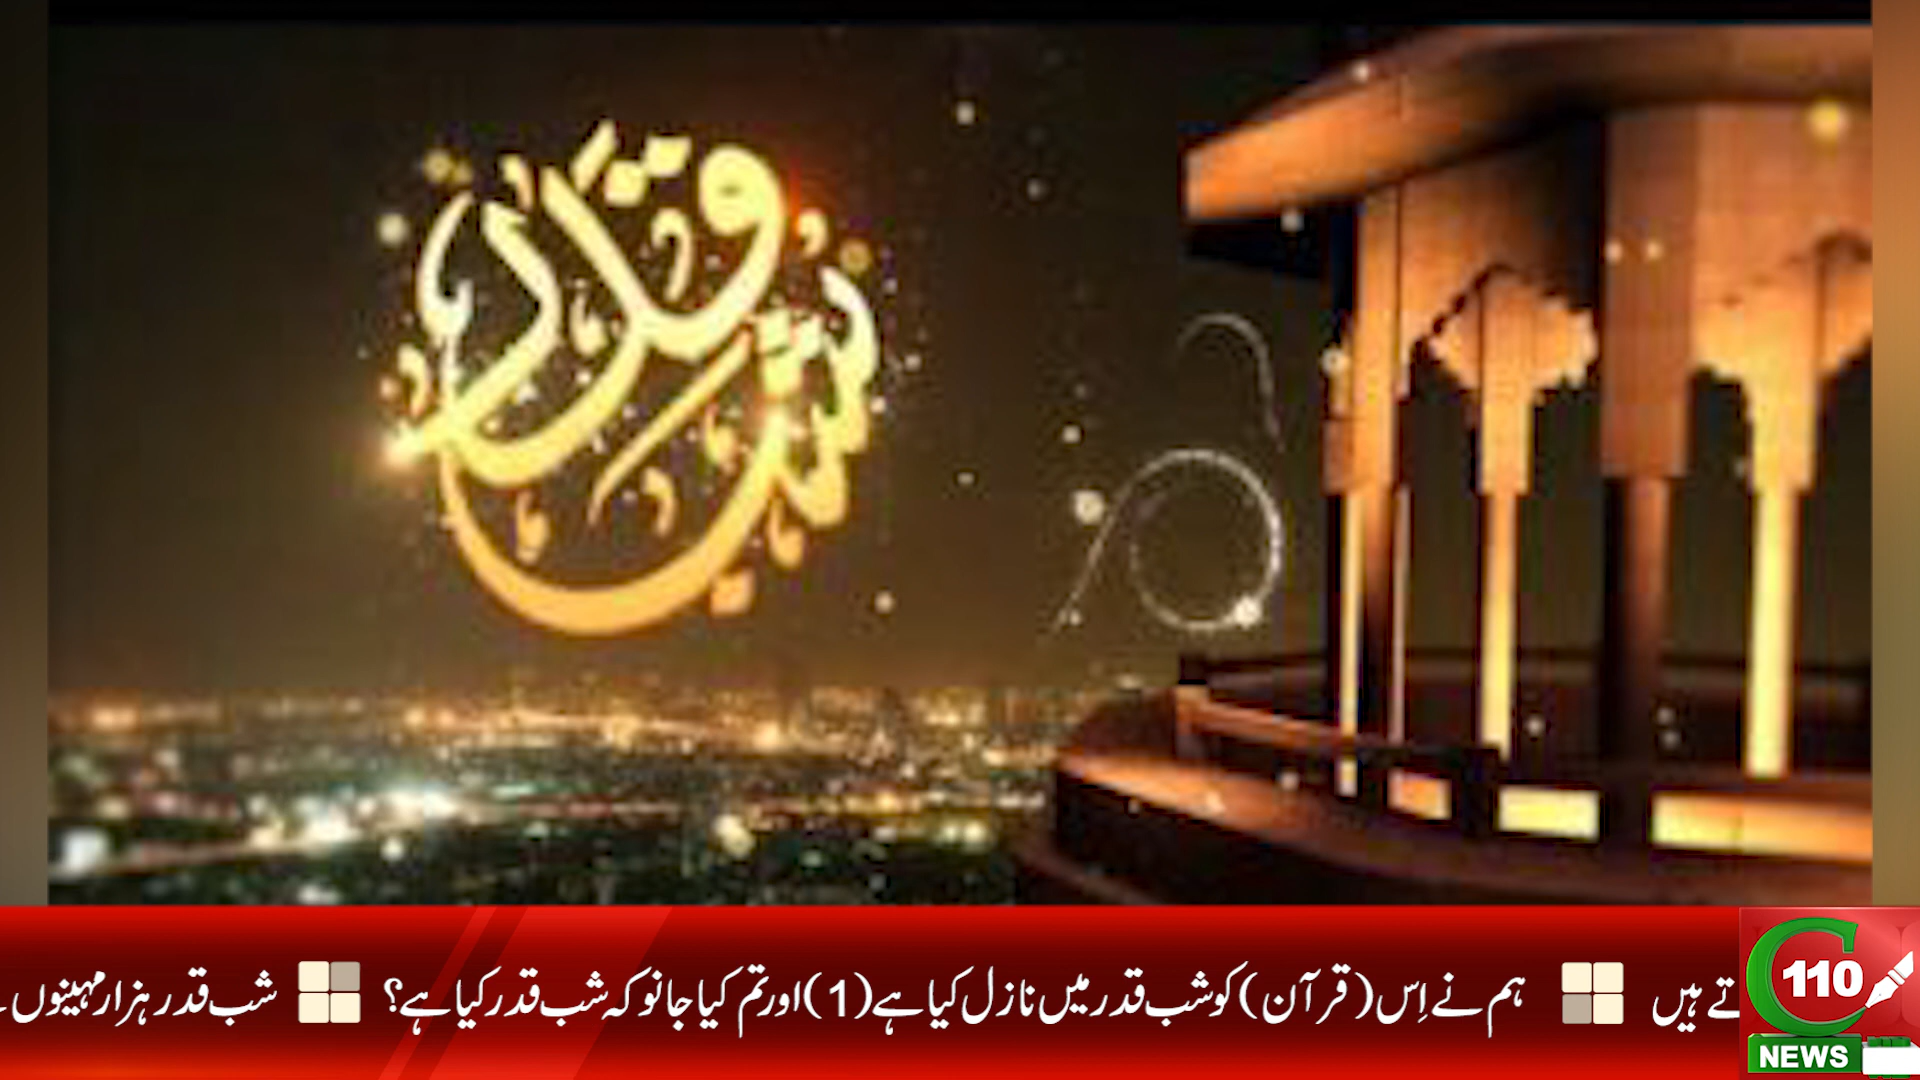 شب قدر
تے ہیں ہم نے اِس (قرآن) کو شب قدر میں نازل کیا ہے (1) اور تم کیا جانو کہ شب قدر کیا ہے؟ شب قدر ہزار مہینوں
C 110
NEWS